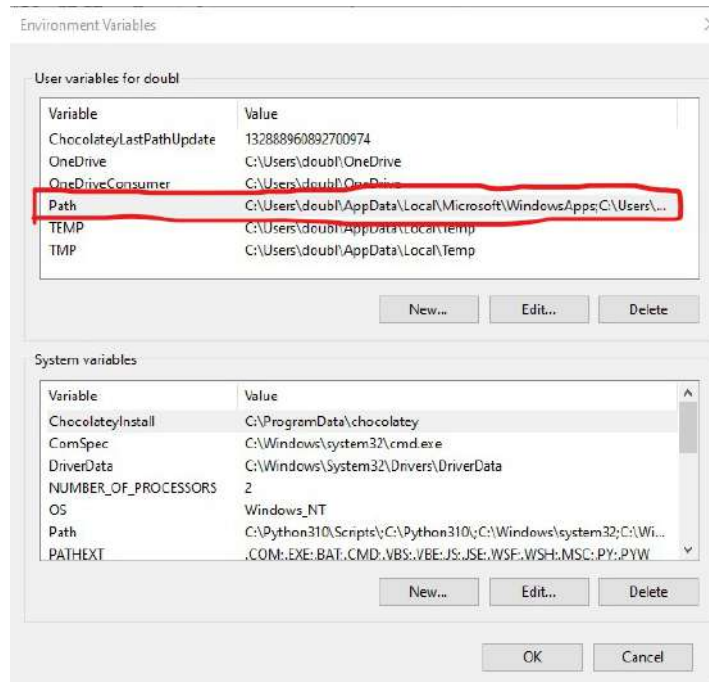 Environment Variables
User variables for doubl
Variable Value
ChocolateyLastPathUpdate 132888960892700974
OneDrive C:\Users\doubl\OneDrive
OneDriveConsumer C:\Users\doubl\OneDrive
Path C:\Users\doubl\AppData\Local\Microsoft\WindowsApps;C:\Users\...
TEMP C:\Users\doubl\AppData\Local\Temp
TMP C:\Users\doubl\AppData\Local\Temp
New... Edit... Delete
System variables
Variable Value
ChocolateyInstall C:\ProgramData\chocolatey
ComSpec C:\Windows\system32\cmd.exe
DriverData C:\Windows\System32\Drivers\DriverData
NUMBER_OF_PROCESSORS 2
OS Windows_NT
Path C:\Python310\Scripts\;C:\Python310\;C:\Windows\system32;C:\Wi...
PATHEXT .COM;.EXE;.BAT;.CMD;.VBS;.VBE;.JS;.JSE;.WSF;.WSH;.MSC;.PY;.PYW
New... Edit... Delete
OK Cancel